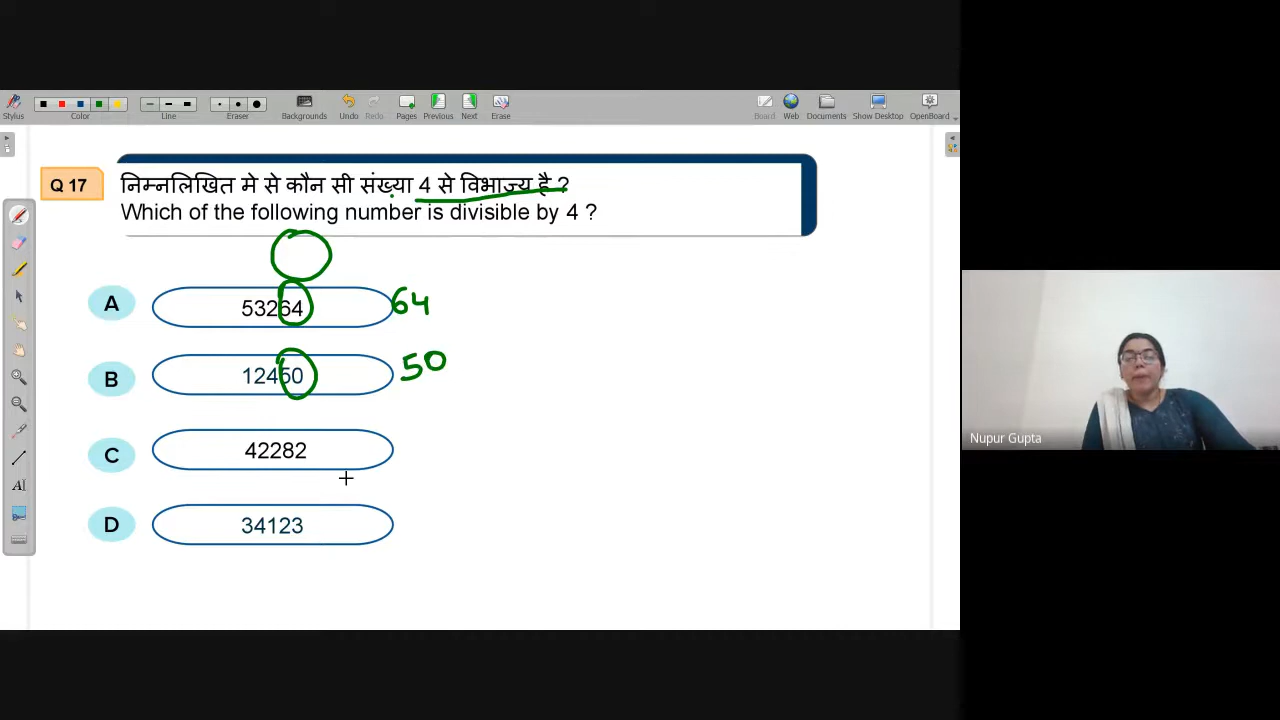 Stylus
Color
Line
Eraser
Backgrounds
Undo
Redo
Pages
Previous
Next
Erase
Board
Web
Documents
Show Desktop
OpenBoard
Q 17
निम्नलिखित मे से कौन सी संख्या 4 से विभाज्य है ?
Which of the following number is divisible by 4 ?
A
53264
64
B
12450
50
C
42282
D
34123
AI
Nupur Gupta